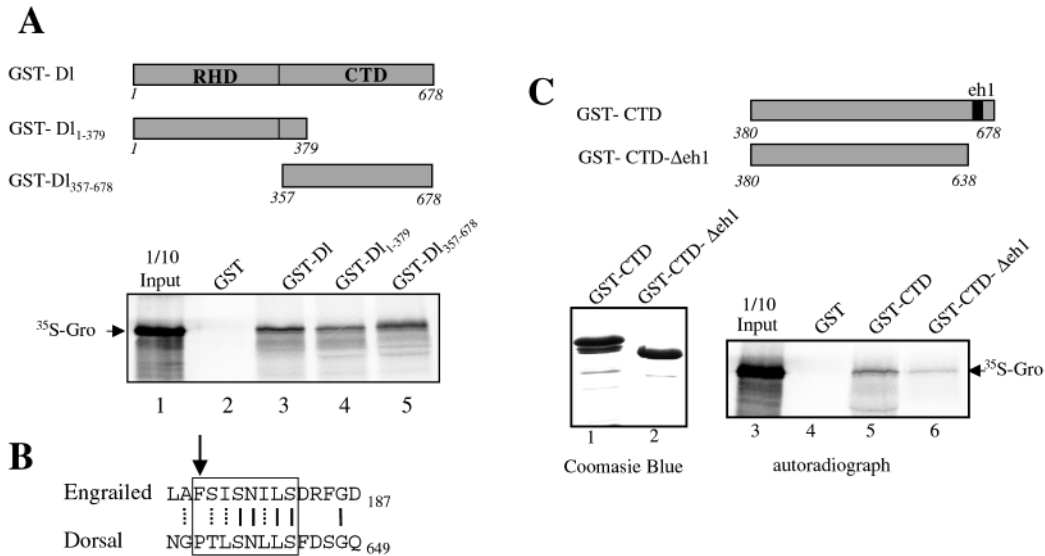 A
GST- Dl
RHD
CTD
1
678
GST- Dl1-379
1
379
GST-Dl357-678
357
678
1/10
Input
GST
GST-Dl
GST-Dl1-379
GST-Dl357-678
35S-Gro
1 2 3 4 5
B
Engrailed LAFSISNILSDRFGD 187
Dorsal NGPTLSNLLSFDSGQ 649
C
eh1
GST- CTD
380
678
GST- CTD-Δeh1
380
638
GST-CTD
GST-CTD- Δeh1
1 2
Coomasie Blue
1/10
Input
GST
GST-CTD
GST-CTD- Δeh1
35S-Gro
3 4 5 6
autoradiograph